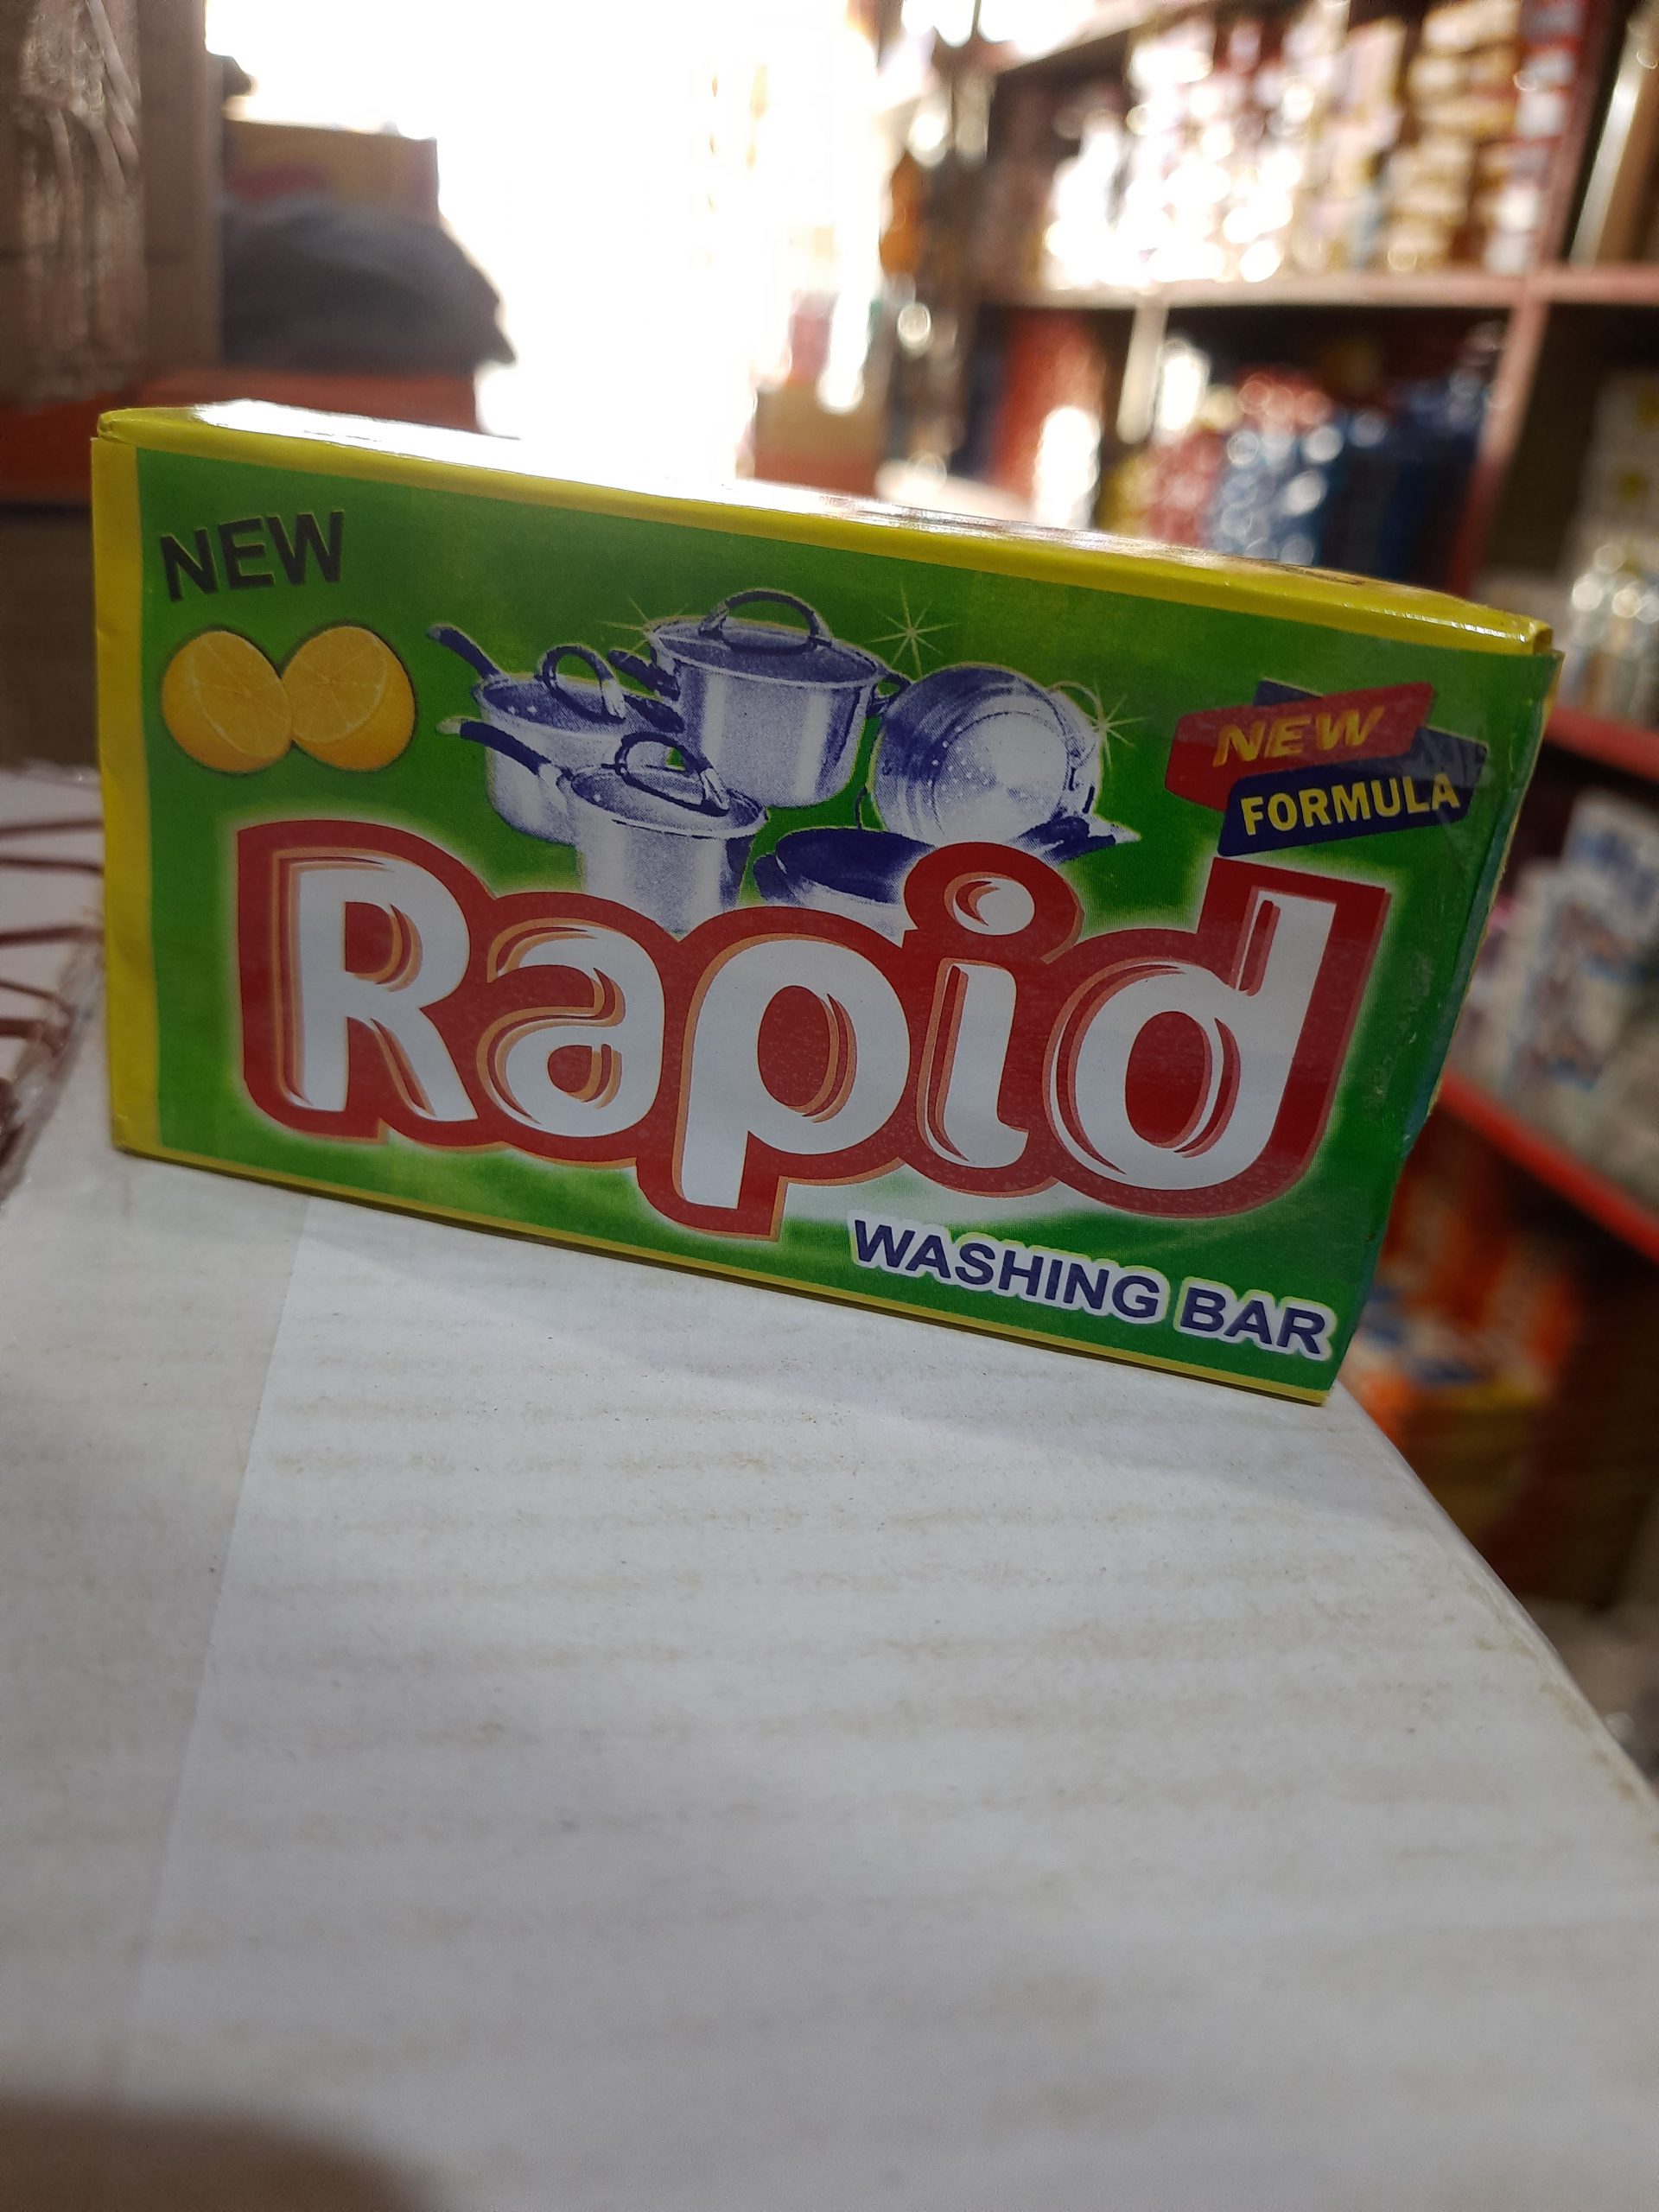 NEW
NEW
FORMULA
Rapid
WASHING BAR